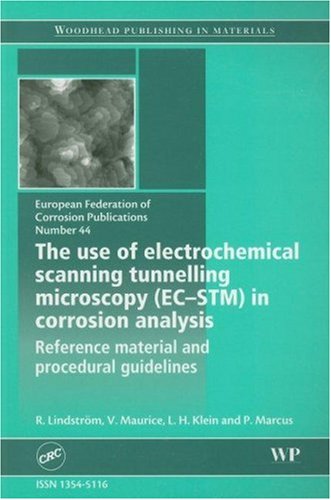 WOODHEAD PUBLISHING IN MATERIALS
European Federation of
Corrosion Publications
Number 44
The use of electrochemical
scanning tunnelling
microscopy (EC–STM) in
corrosion analysis
Reference material and
procedural guidelines
R. Lindström, V. Maurice, L. H. Klein and P. Marcus
CRC
WP
ISSN 1354-5116